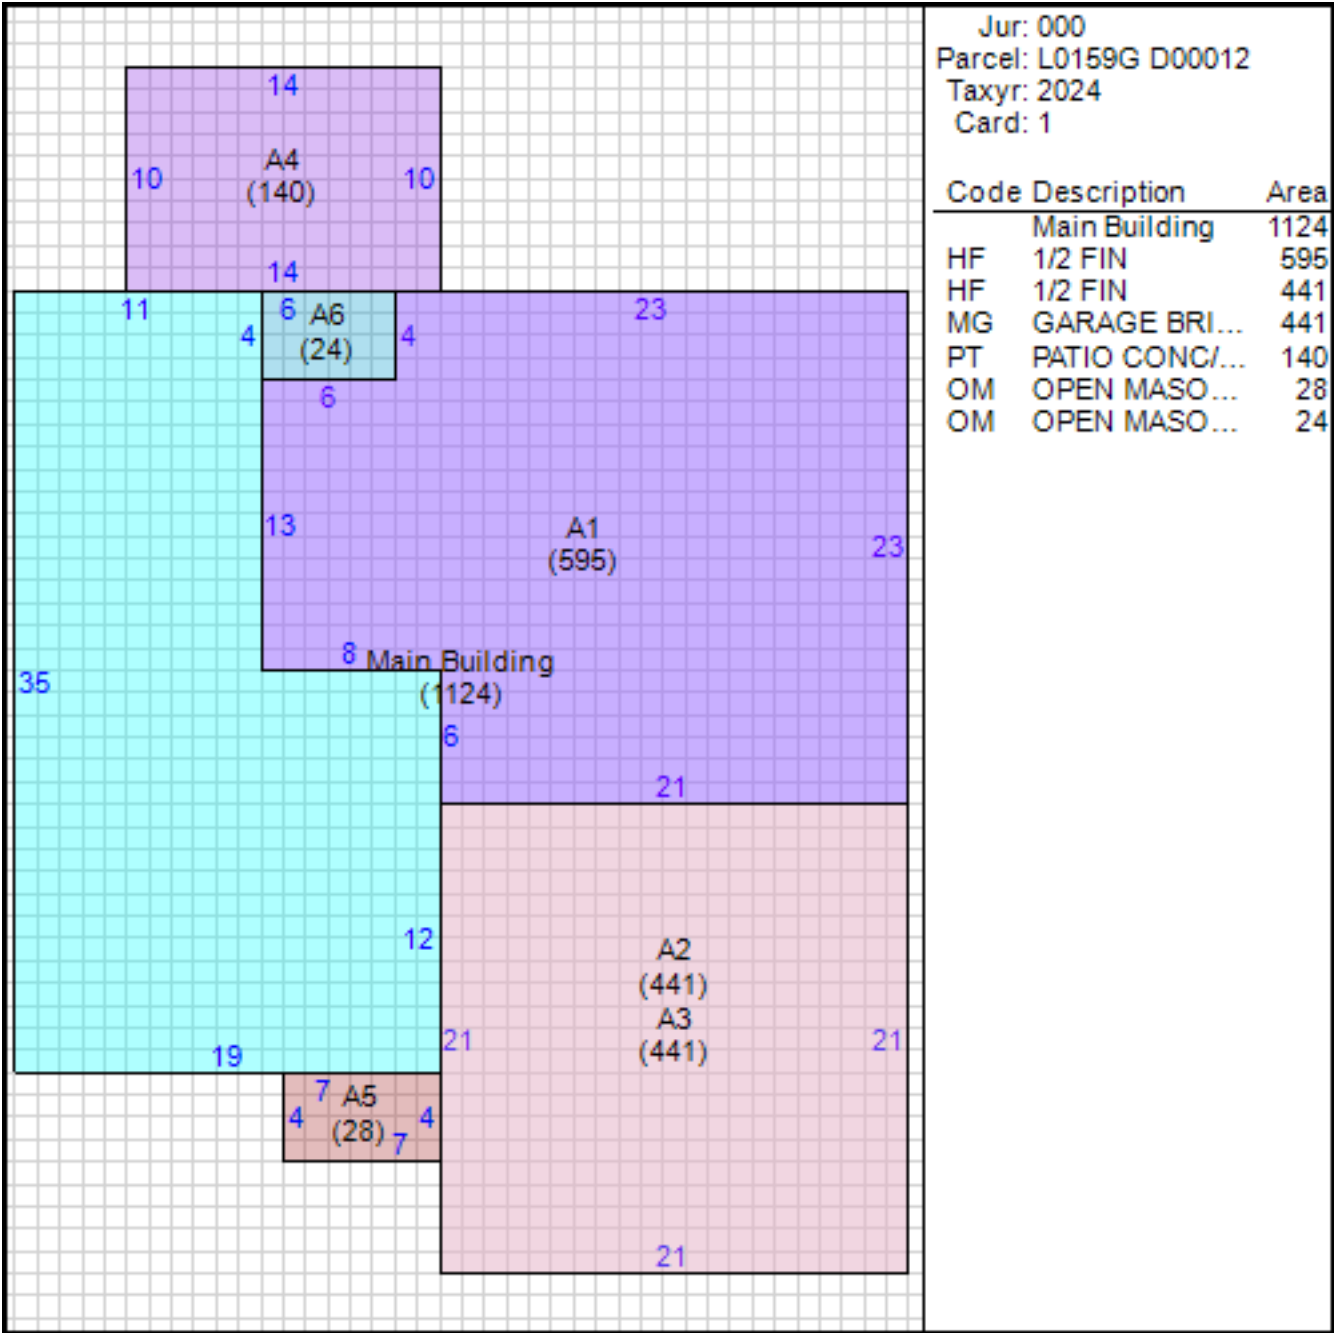 Jur: 000
Parcel: L0159G D00012
Taxyr: 2024
Card: 1
Code Description Area
Main Building 1124
HF 1/2 FIN 595
HF 1/2 FIN 441
MG GARAGE BRI... 441
PT PATIO CONC/... 140
OM OPEN MASO... 28
OM OPEN MASO... 24
14
10
A4
(140)
10
14
11
6
A6
(24)
4
4
6
23
13
A1
(595)
23
8
Main Building
(1124)
35
6
21
12
A2
(441)
A3
(441)
21
21
19
7
A5
(28)
4
4
7
21